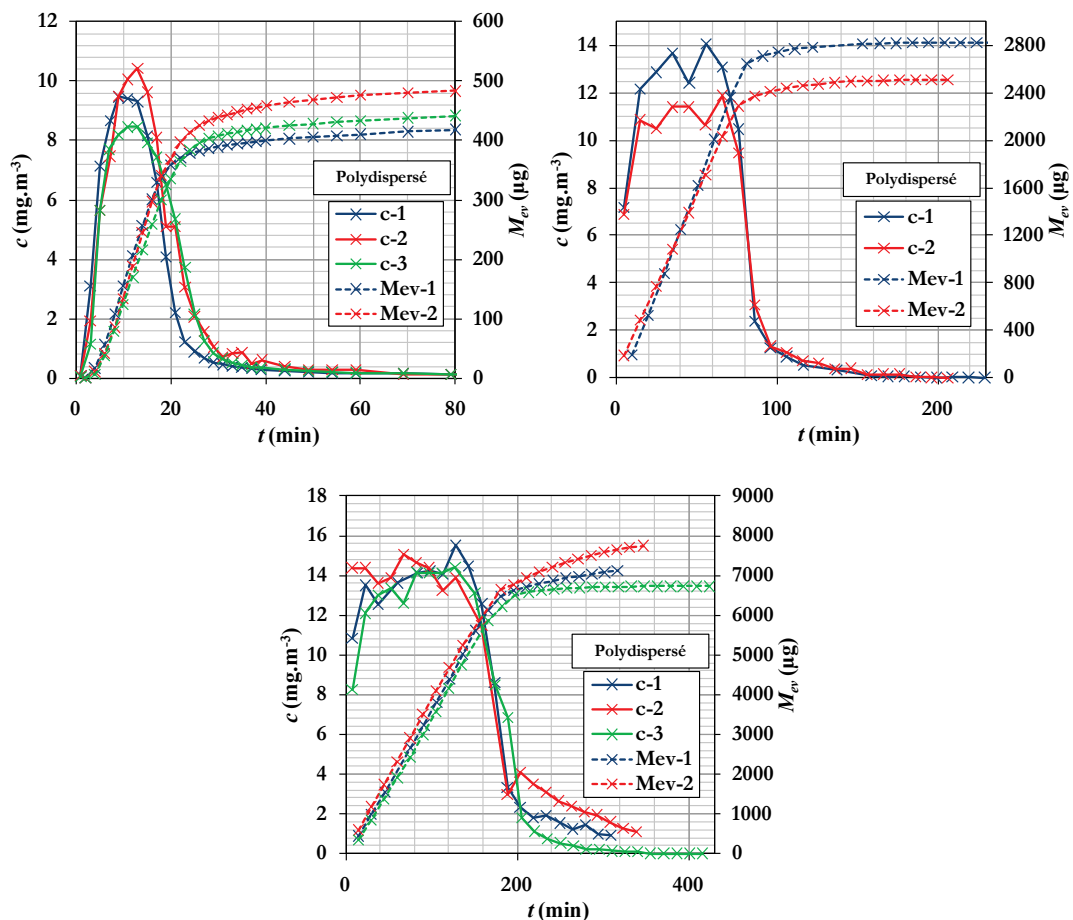 12
10
8
6
4
2
0
c (mg.m-3)
600
500
400
300
200
100
0
Mev (µg)
Polydispersé
c-1
c-2
c-3
Mev-1
Mev-2
0 20 40 60 80
t (min)
14
12
10
8
6
4
2
0
c (mg.m-3)
2800
2400
2000
1600
1200
800
400
0
Mev (µg)
Polydispersé
c-1
c-2
Mev-1
Mev-2
0 100 200
t (min)
18
16
14
12
10
8
6
4
2
0
c (mg.m-3)
9000
8000
7000
6000
5000
4000
3000
2000
1000
0
Mev (µg)
Polydispersé
c-1
c-2
c-3
Mev-1
Mev-2
0 200 400
t (min)